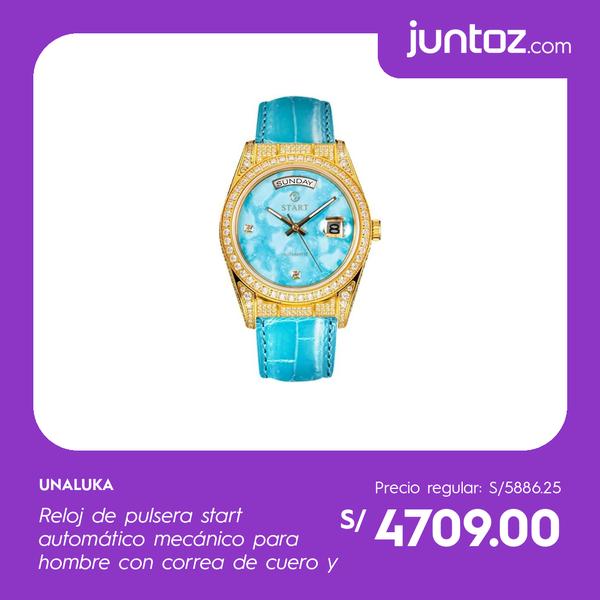 juntoz.com
SUNDAY
START
8
UNALUKA
Precio regular: S/5886.25
Reloj de pulsera start
automático mecánico para
hombre con correa de cuero y
S/ 4709.00